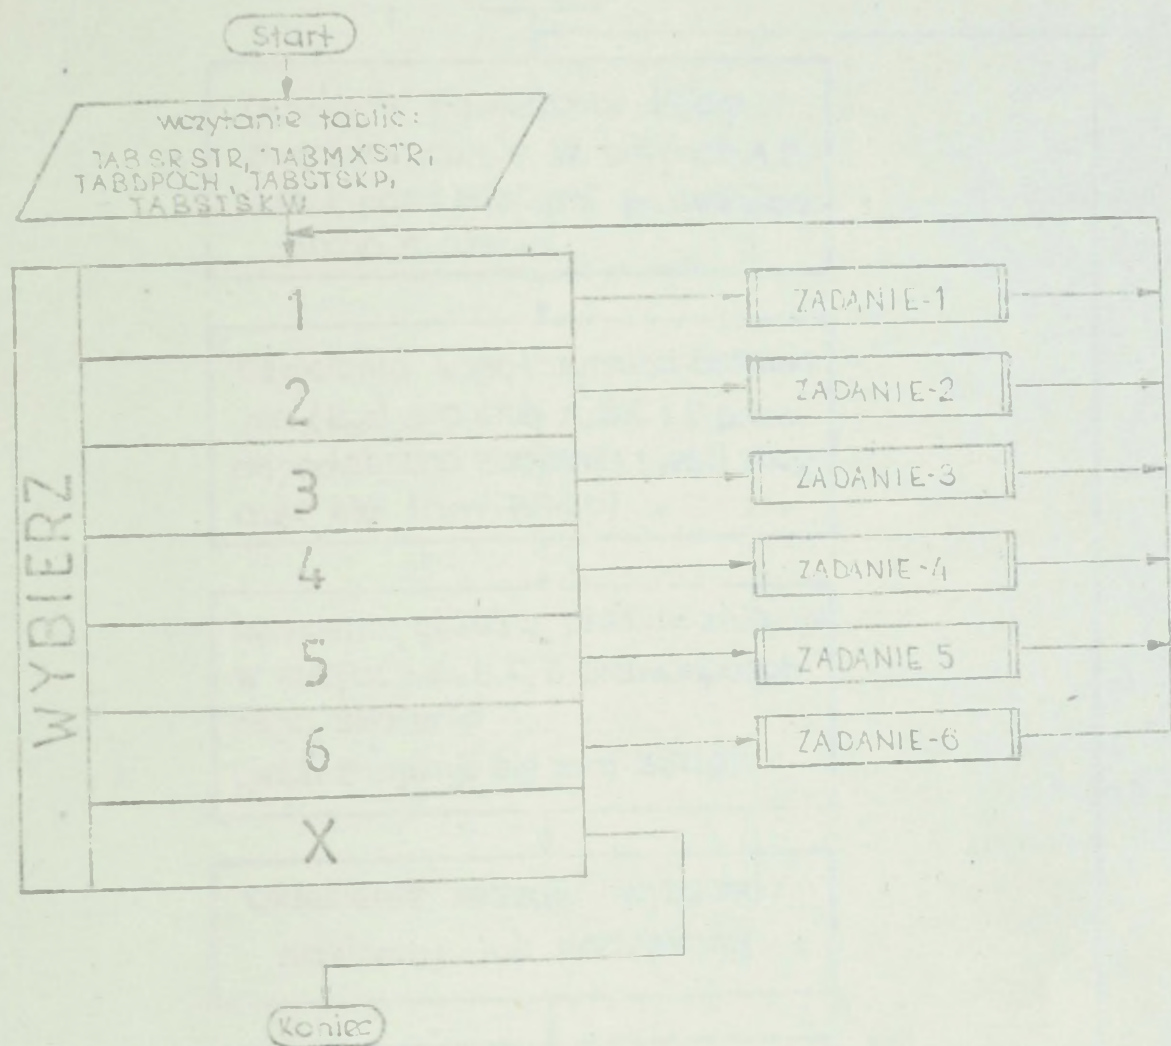 Start
wczytanie tablic:
TABSRSTR, TABMXSTR,
TABDPOCH, TABSTSKP,
TABSTSKW
WYBIERZ
1
ZADANIE-1
2
ZADANIE-2
3
ZADANIE-3
4
ZADANIE-4
5
ZADANIE 5
6
ZADANIE-6
X
Koniec